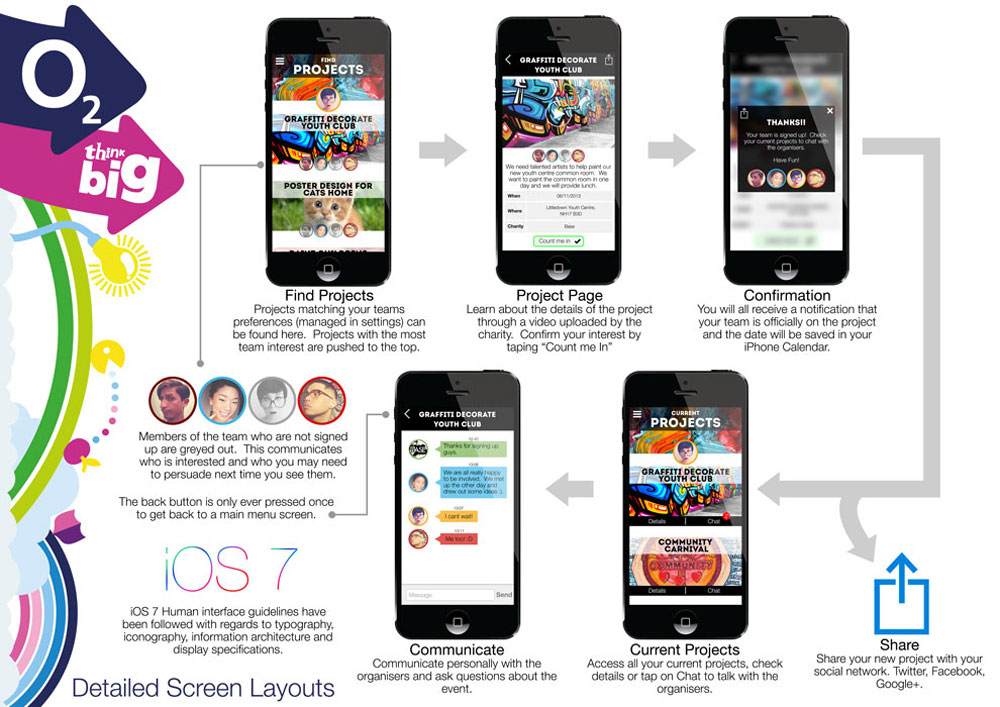 O2
think
big
FIND
PROJECTS
GRAFFITI DECORATE
YOUTH CLUB
POSTER DESIGN FOR
CATS HOME
Find Projects
Projects matching your teams
preferences (managed in settings) can
be found here. Projects with the most
team interest are pushed to the top.
GRAFFITI DECORATE
YOUTH CLUB
We need talented artists to help paint our
new youth centre common room. We
want to paint the common room in one
day and we will provide lunch.
When 06/11/2013
Where Littledown Youth Centre,
NH17 B3D
Charity Base
Count me in
Project Page
Learn about the details of the project
through a video uploaded by the
charity. Confirm your interest by
taping “Count me In”
THANKS!!
Your team is signed up! Check
your current projects to chat with
the organisers.
Have Fun!
Confirmation
You will all receive a notification that
your team is officially on the project
and the date will be saved in your
iPhone Calendar.
Members of the team who are not signed
up are greyed out. This communicates
who is interested and who you may need
to persuade next time you see them.
The back button is only ever pressed once
to get back to a main menu screen.
iOS 7
iOS 7 Human interface guidelines have
been followed with regards to typography,
iconography, information architecture and
display specifications.
Detailed Screen Layouts
GRAFFITI DECORATE
YOUTH CLUB
Thanks for signing up
guys.
We are all really happy
to be involved. We met
up the other day and
drew out some ideas :)
I cant wait!
Me too! :D
Message Send
Communicate
Communicate personally with the
organisers and ask questions about the
event.
CURRENT
PROJECTS
GRAFFITI DECORATE
YOUTH CLUB
Details Chat
COMMUNITY
CARNIVAL
COMMUNITY
Details Chat
Current Projects
Access all your current projects, check
details or tap on Chat to talk with the
organisers.
Share
Share your new project with your
social network. Twitter, Facebook,
Google+.